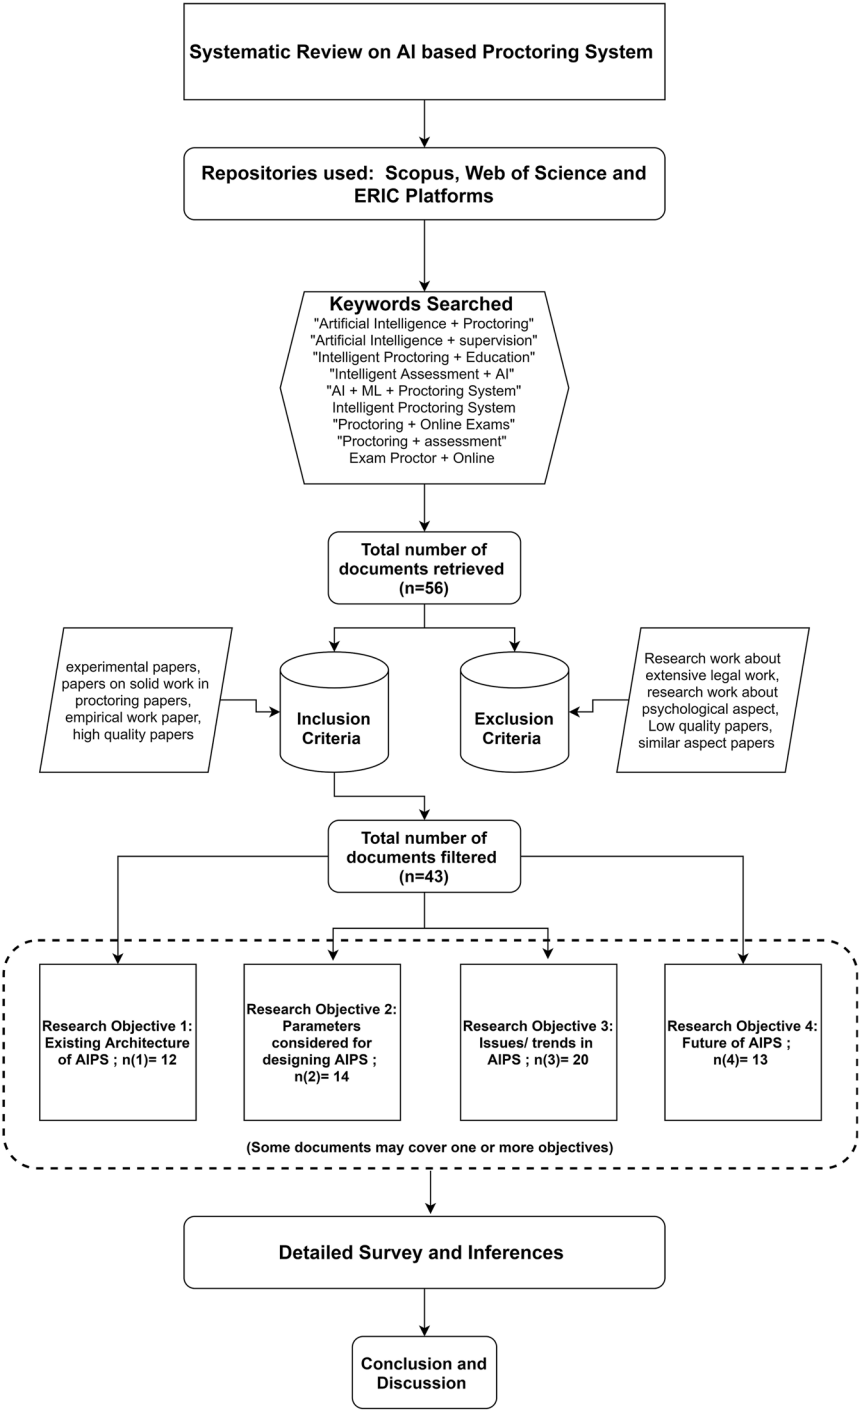 Systematic Review on AI based Proctoring System
Repositories used:  Scopus, Web of Science and
ERIC Platforms
Keywords Searched
"Artificial Intelligence + Proctoring"
"Artificial Intelligence + supervision"
"Intelligent Proctoring + Education"
"Intelligent Assessment + AI"
"AI + ML + Proctoring System"
Intelligent Proctoring System
"Proctoring + Online Exams"
"Proctoring + assessment"
Exam Proctor + Online
Total number of
documents retrieved
(n=56)
experimental papers,
papers on solid work in
proctoring papers,
empirical work paper,
high quality papers
Inclusion
Criteria
Exclusion
Criteria
Research work about
extensive legal work,
research work about
psychological aspect,
Low quality papers,
similar aspect papers
Total number of
documents filtered
(n=43)
Research Objective 1:
Existing Architecture
of AIPS ; n(1)= 12
Research Objective 2:
Parameters
considered for
designing AIPS ;
n(2)= 14
Research Objective 3:
Issues/ trends in
AIPS ; n(3)= 20
Research Objective 4:
Future of AIPS ;
n(4)= 13
(Some documents may cover one or more objectives)
Detailed Survey and Inferences
Conclusion and
Discussion